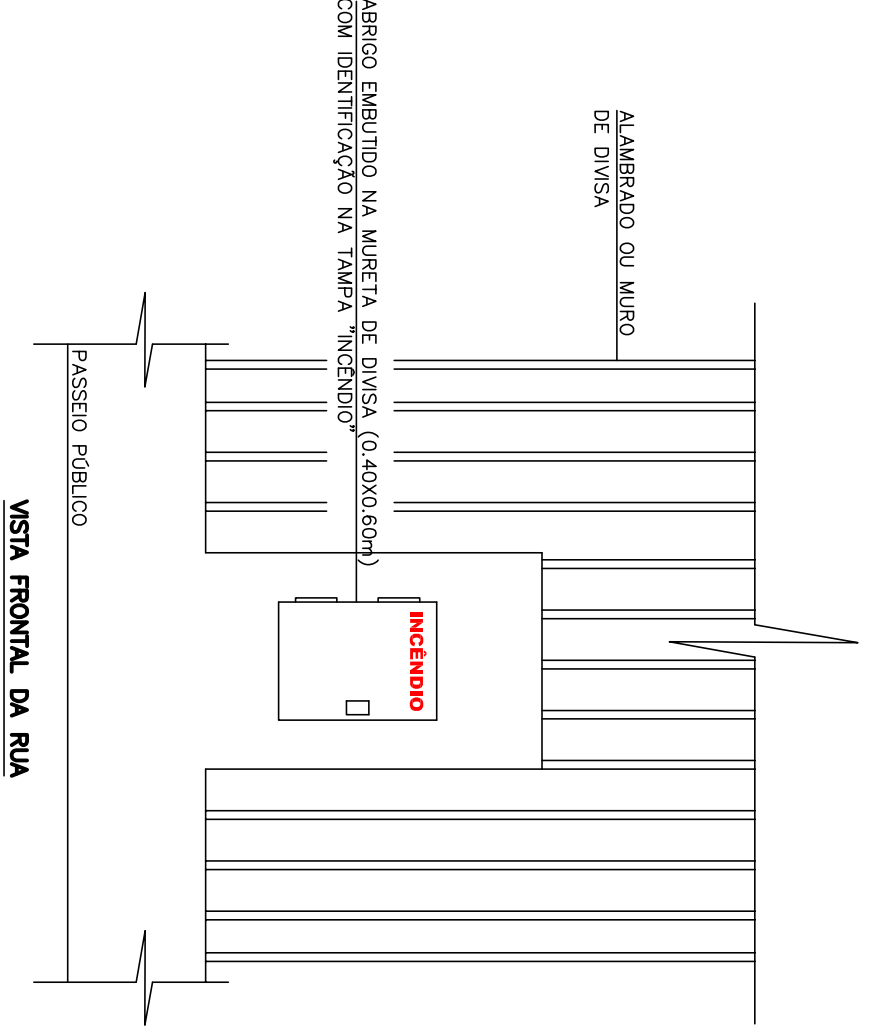 ALAMBRADO OU MURO
DE DIVISA
ABRIGO EMBUTIDO NA MURETA DE DIVISA (0.40X0.60m)
COM IDENTIFICAÇÃO NA TAMPA "INCÊNDIO"
INCÊNDIO
PASSEIO PÚBLICO
VISTA FRONTAL DA RUA